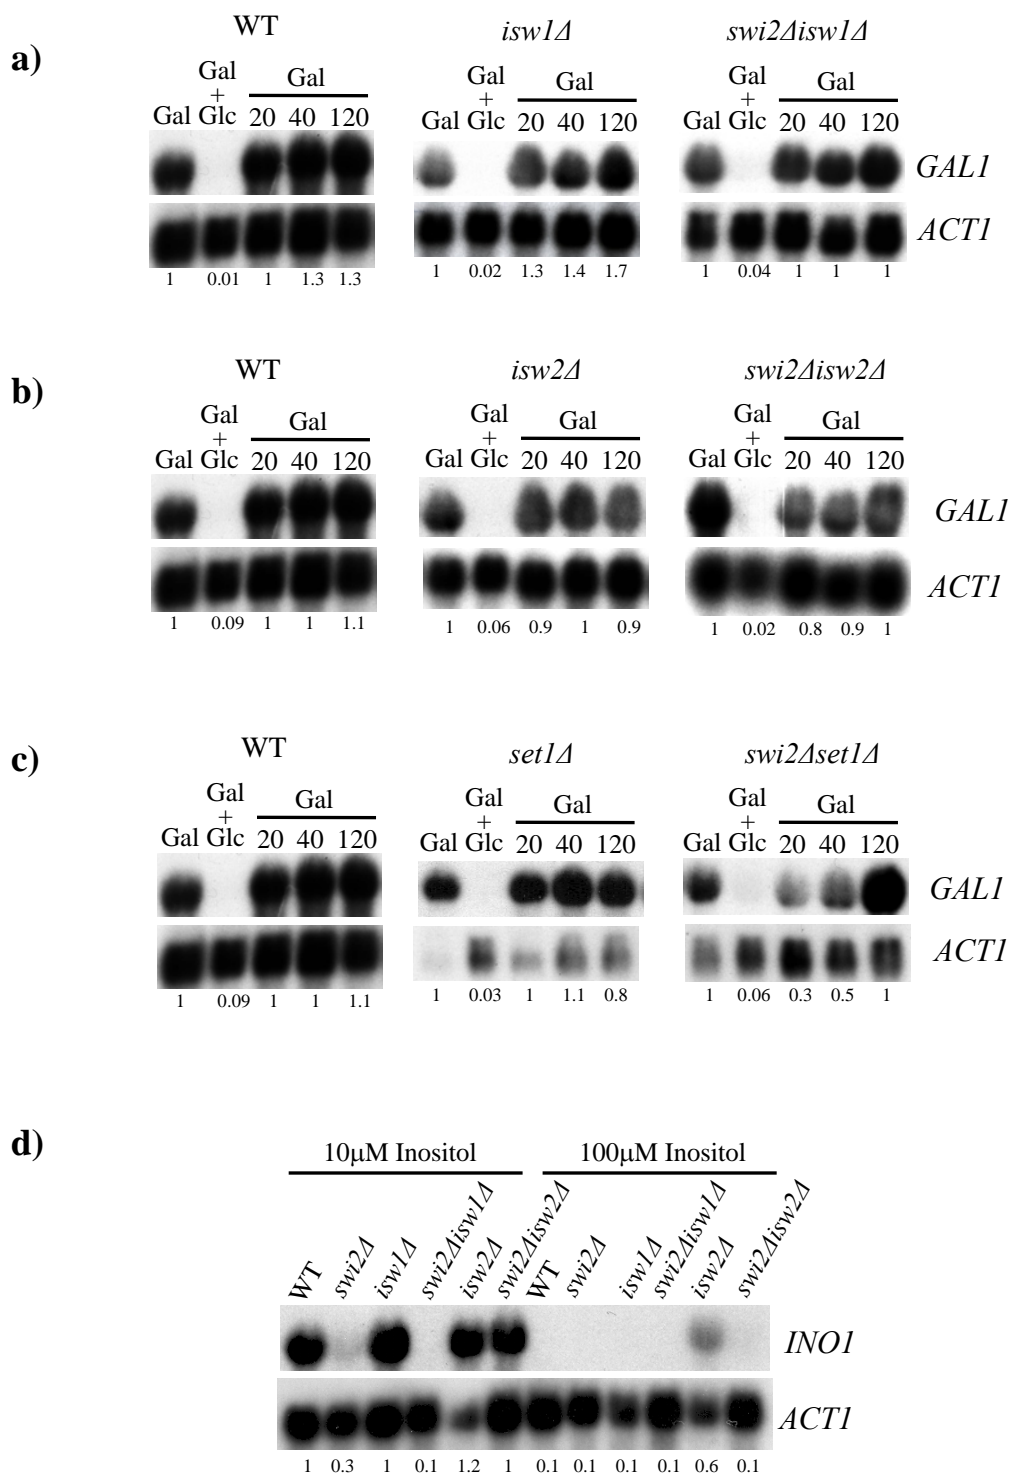 a)
WT isw1Δ swi2Δisw1Δ
Gal Gal + Glc Gal 20 40 120
Gal Gal + Glc Gal 20 40 120
Gal Gal + Glc Gal 20 40 120
GAL1
ACT1
1 0.01 1 1.3 1.3
1 0.02 1.3 1.4 1.7
1 0.04 1 1 1
b)
WT isw2Δ swi2Δisw2Δ
Gal Gal + Glc Gal 20 40 120
Gal Gal + Glc Gal 20 40 120
Gal Gal + Glc Gal 20 40 120
GAL1
ACT1
1 0.09 1 1 1.1
1 0.06 0.9 1 0.9
1 0.02 0.8 0.9 1
c)
WT set1Δ swi2Δset1Δ
Gal Gal + Glc Gal 20 40 120
Gal Gal + Glc Gal 20 40 120
Gal Gal + Glc Gal 20 40 120
GAL1
ACT1
1 0.09 1 1 1.1
1 0.03 1 1.1 0.8
1 0.06 0.3 0.5 1
d)
10μM Inositol 100μM Inositol
WT swi2Δ isw1Δ swi2Δisw1Δ isw2Δ swi2Δisw2Δ WT swi2Δ isw1Δ swi2Δisw1Δ isw2Δ swi2Δisw2Δ
INO1
ACT1
1 0.3 1 0.1 1.2 1 0.1 0.1 0.1 0.1 0.6 0.1